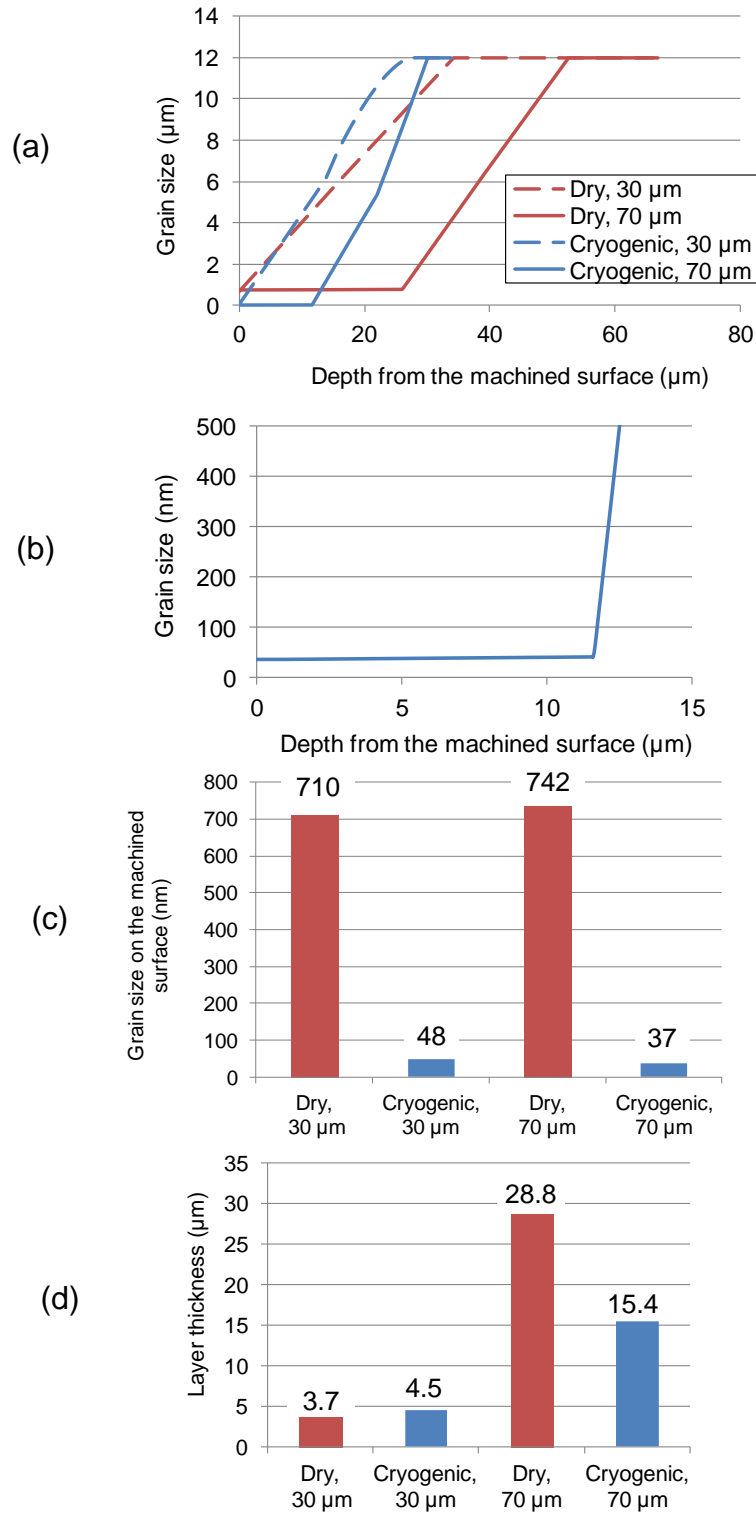 (a)
Grain size (μm)
14
12
10
8
6
4
2
0
0 20 40 60 80
Depth from the machined surface (μm)
Dry, 30 μm
Dry, 70 μm
Cryogenic, 30 μm
Cryogenic, 70 μm
(b)
Grain size (nm)
500
400
300
200
100
0
0 5 10 15
Depth from the machined surface (μm)
(c)
Grain size on the machined
surface (nm)
800
700
600
500
400
300
200
100
0
710
48
742
37
Dry,
30 μm
Cryogenic,
30 μm
Dry,
70 μm
Cryogenic,
70 μm
(d)
Layer thickness (μm)
35
30
25
20
15
10
5
0
3.7
4.5
28.8
15.4
Dry,
30 μm
Cryogenic,
30 μm
Dry,
70 μm
Cryogenic,
70 μm